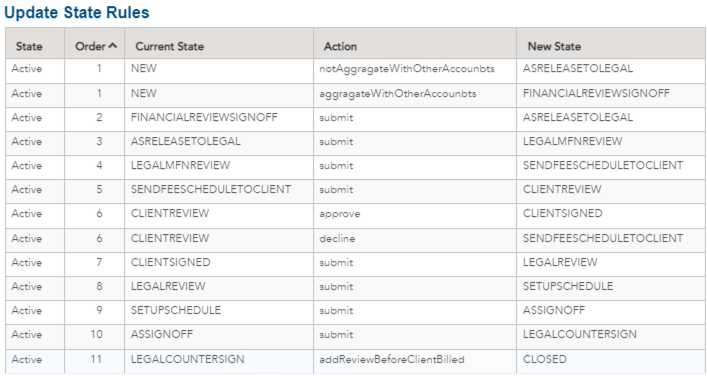 Update State Rules
State Order Current State Action New State
Active 1 NEW notAggragateWithOtherAccounbts ASRELEASETOLEGAL
Active 1 NEW aggragateWithOtherAccounbts FINANCIALREVIEWSIGNOFF
Active 2 FINANCIALREVIEWSIGNOFF submit ASRELEASETOLEGAL
Active 3 ASRELEASETOLEGAL submit LEGALMFNREVIEW
Active 4 LEGALMFNREVIEW submit SENDFEESCHEDULETOCLIENT
Active 5 SENDFEESCHEDULETOCLIENT submit CLIENTREVIEW
Active 6 CLIENTREVIEW approve CLIENTSIGNED
Active 6 CLIENTREVIEW decline SENDFEESCHEDULETOCLIENT
Active 7 CLIENTSIGNED submit LEGALREVIEW
Active 8 LEGALREVIEW submit SETUPSCHEDULE
Active 9 SETUPSCHEDULE submit ASSIGNOFF
Active 10 ASSIGNOFF submit LEGALCOUNTERSIGN
Active 11 LEGALCOUNTERSIGN addReviewBeforeClientBilled CLOSED